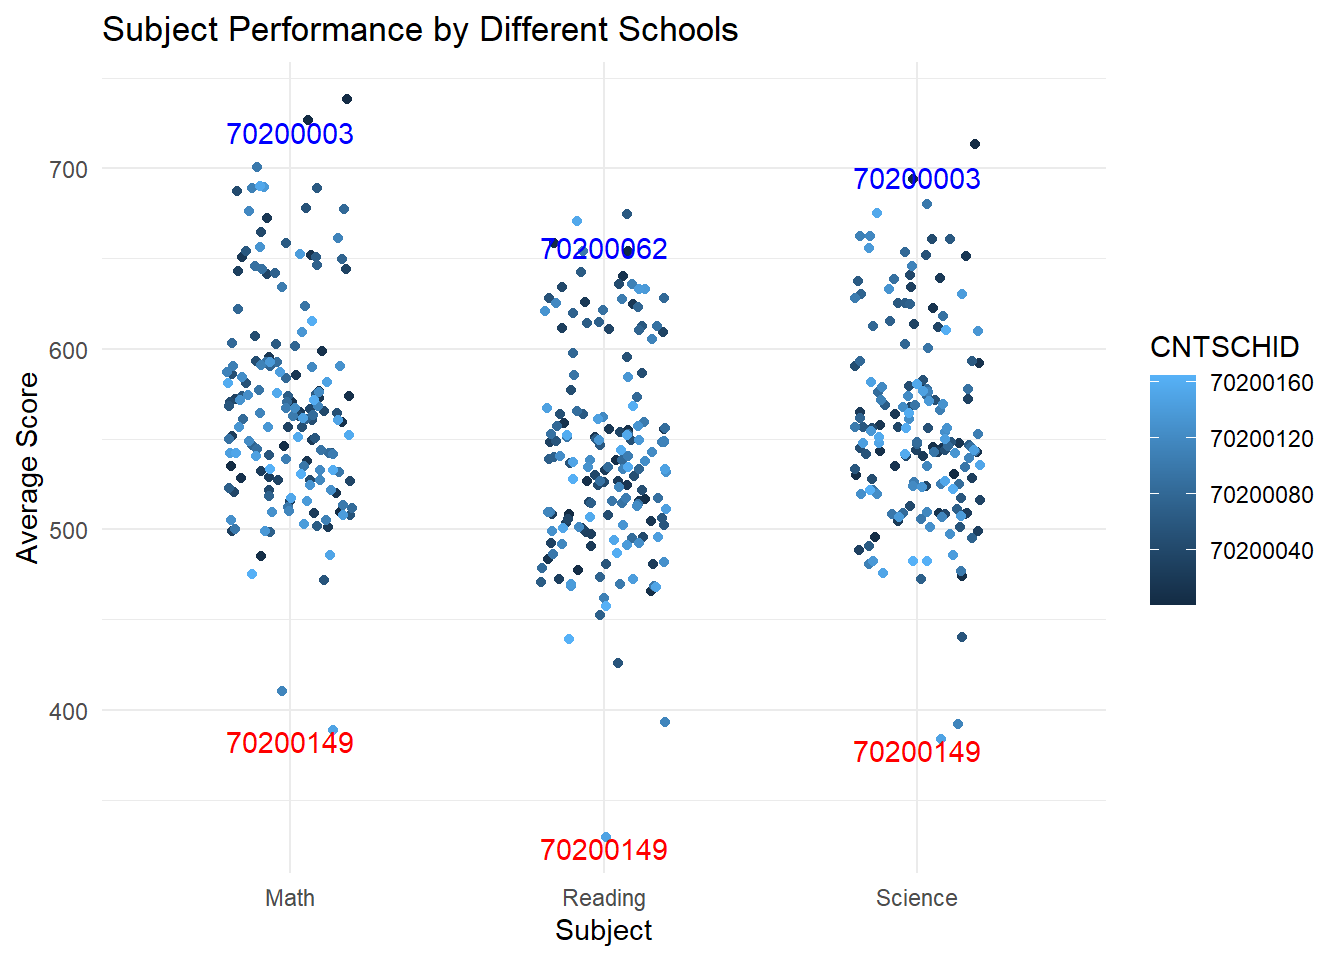 Subject Performance by Different Schools
Average Score
700
600
500
400
70200003
70200062
70200003
70200149
70200149
70200149
Math
Reading
Science
Subject
CNTSCHID
70200160
70200120
70200080
70200040